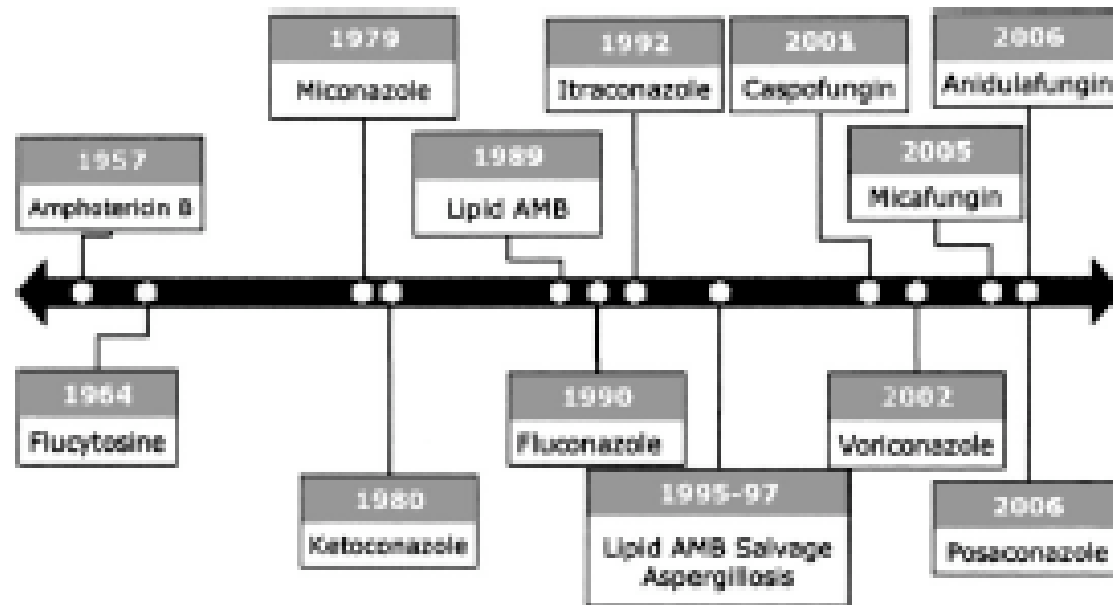 1979
Miconazole
1992
Itraconazole
2001
Caspofungin
2006
Anidulafungin
1957
Amphotericin B
1989
Lipid AMB
2005
Micafungin
1964
Flucytosine
1980
Ketoconazole
1990
Fluconazole
1995-97
Lipid AMB Salvage
Aspergillosis
2002
Voriconazole
2006
Posaconazole